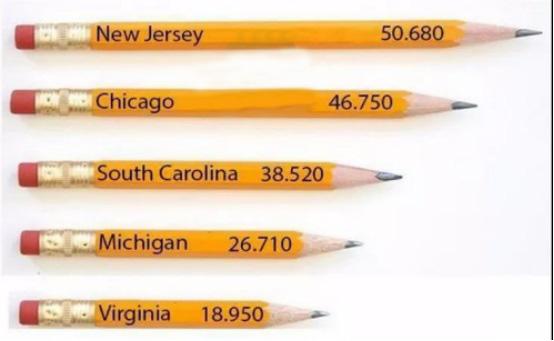 New Jersey 50.680
Chicago 46.750
South Carolina 38.520
Michigan 26.710
Virginia 18.950